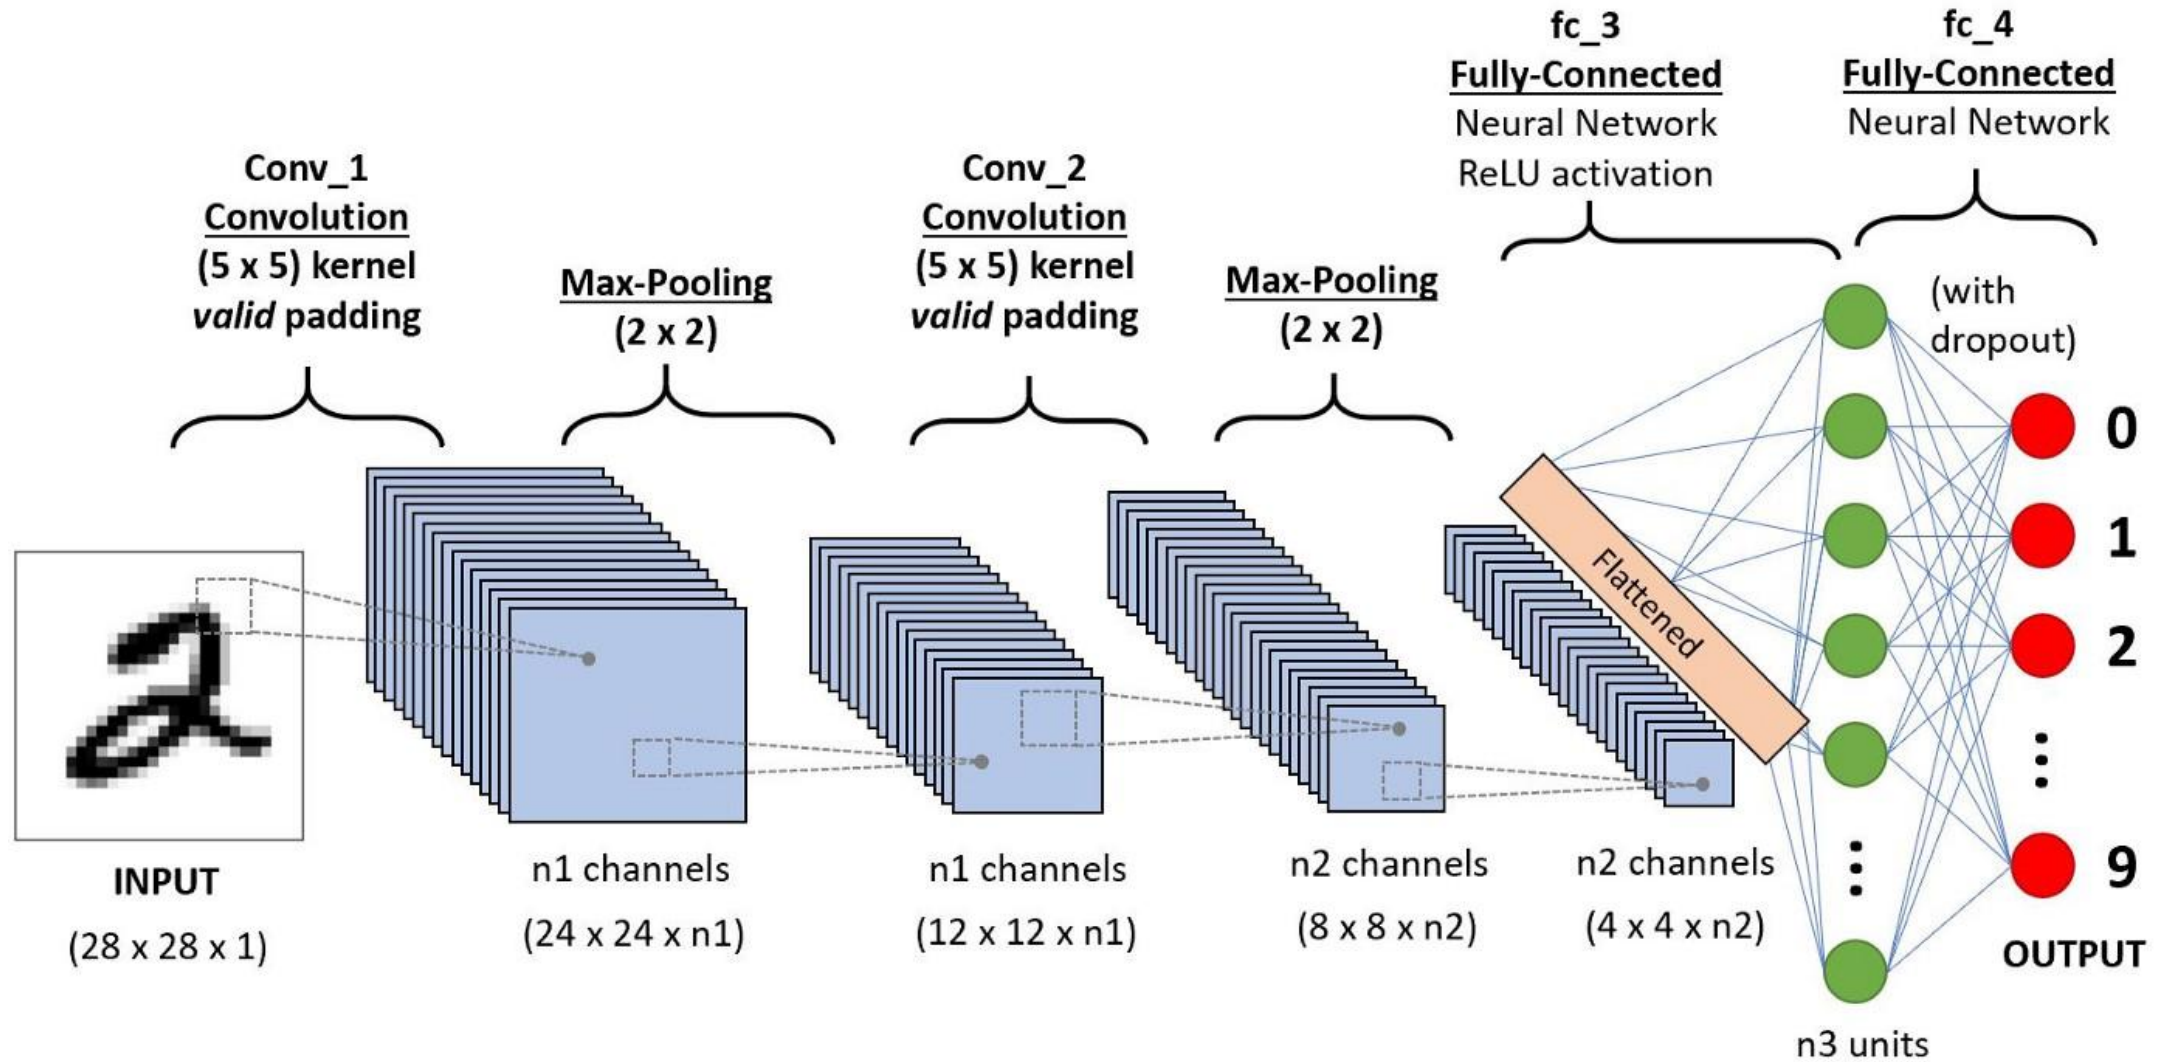 Conv_1
Convolution
(5 x 5) kernel
valid padding
Max-Pooling
(2 x 2)
Conv_2
Convolution
(5 x 5) kernel
valid padding
Max-Pooling
(2 x 2)
fc_3
Fully-Connected
Neural Network
ReLU activation
fc_4
Fully-Connected
Neural Network
(with
dropout)
Flattened
0
1
2
9
INPUT
(28 x 28 x 1)
n1 channels
(24 x 24 x n1)
n1 channels
(12 x 12 x n1)
n2 channels
(8 x 8 x n2)
n2 channels
(4 x 4 x n2)
n3 units
OUTPUT